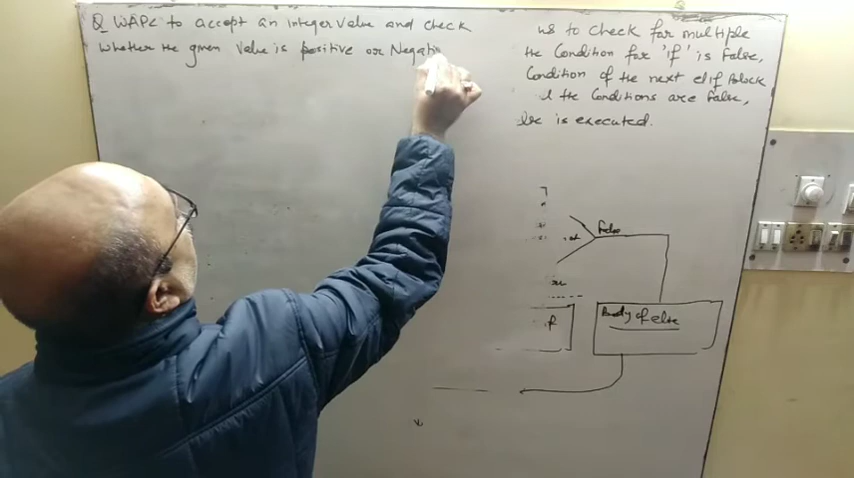 Q WAPC to accept an integer value and check
whether the given value is positive or Negativ
us to check for multiple
the Condition for 'if' is false,
Condition of the next elif block
the Conditions are false,
is executed.
false
Body of else